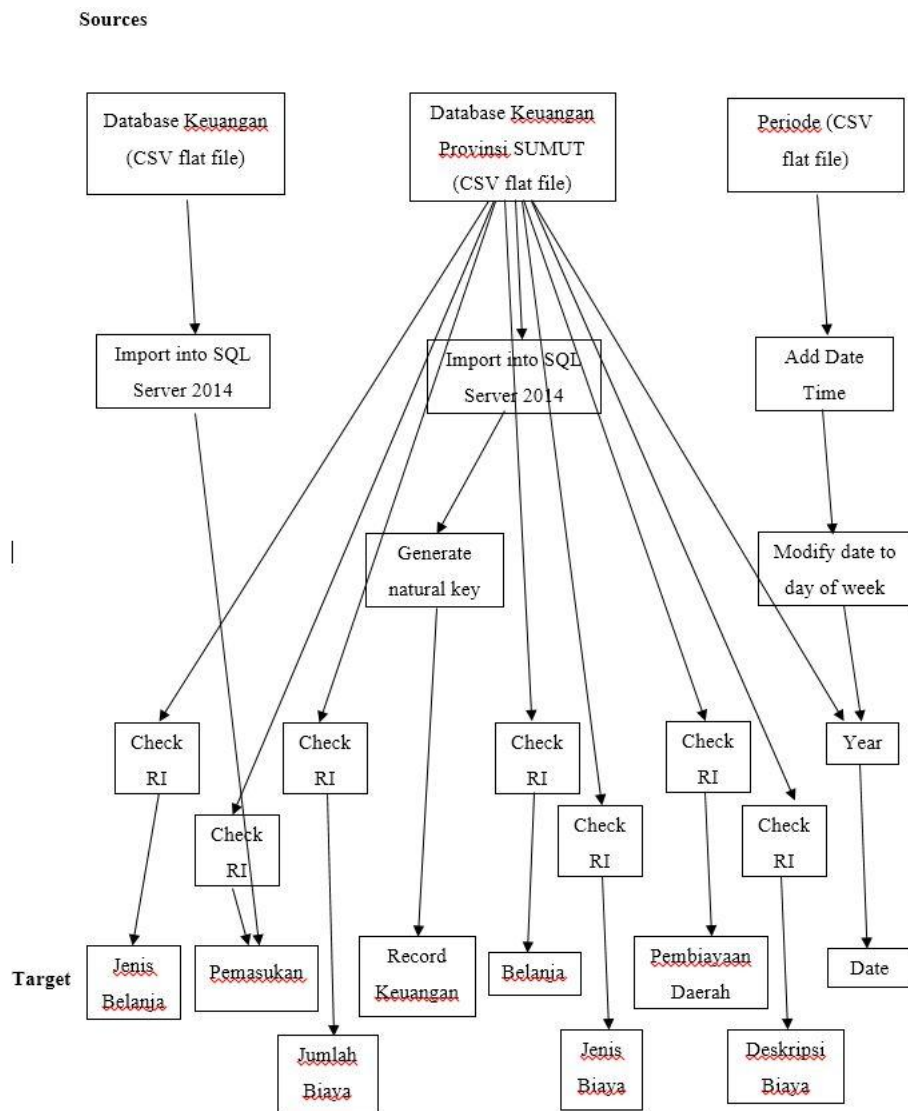 Sources
Database Keuangan
(CSV flat file)
Database Keuangan
Provinsi SUMUT
(CSV flat file)
Periode (CSV
flat file)
Import into SQL
Server 2014
Import into SQL
Server 2014
Add Date
Time
Generate
natural key
Modify date to
day of week
Check
RI
Check
RI
Check
RI
Check
RI
Check
RI
Check
RI
Check
RI
Year
Target
Jenis
Belanja
Pemasukan
Record
Keuangan
Belanja
Pembiayaan
Daerah
Date
Jumlah
Biaya
Jenis
Biaya
Deskripsi
Biaya